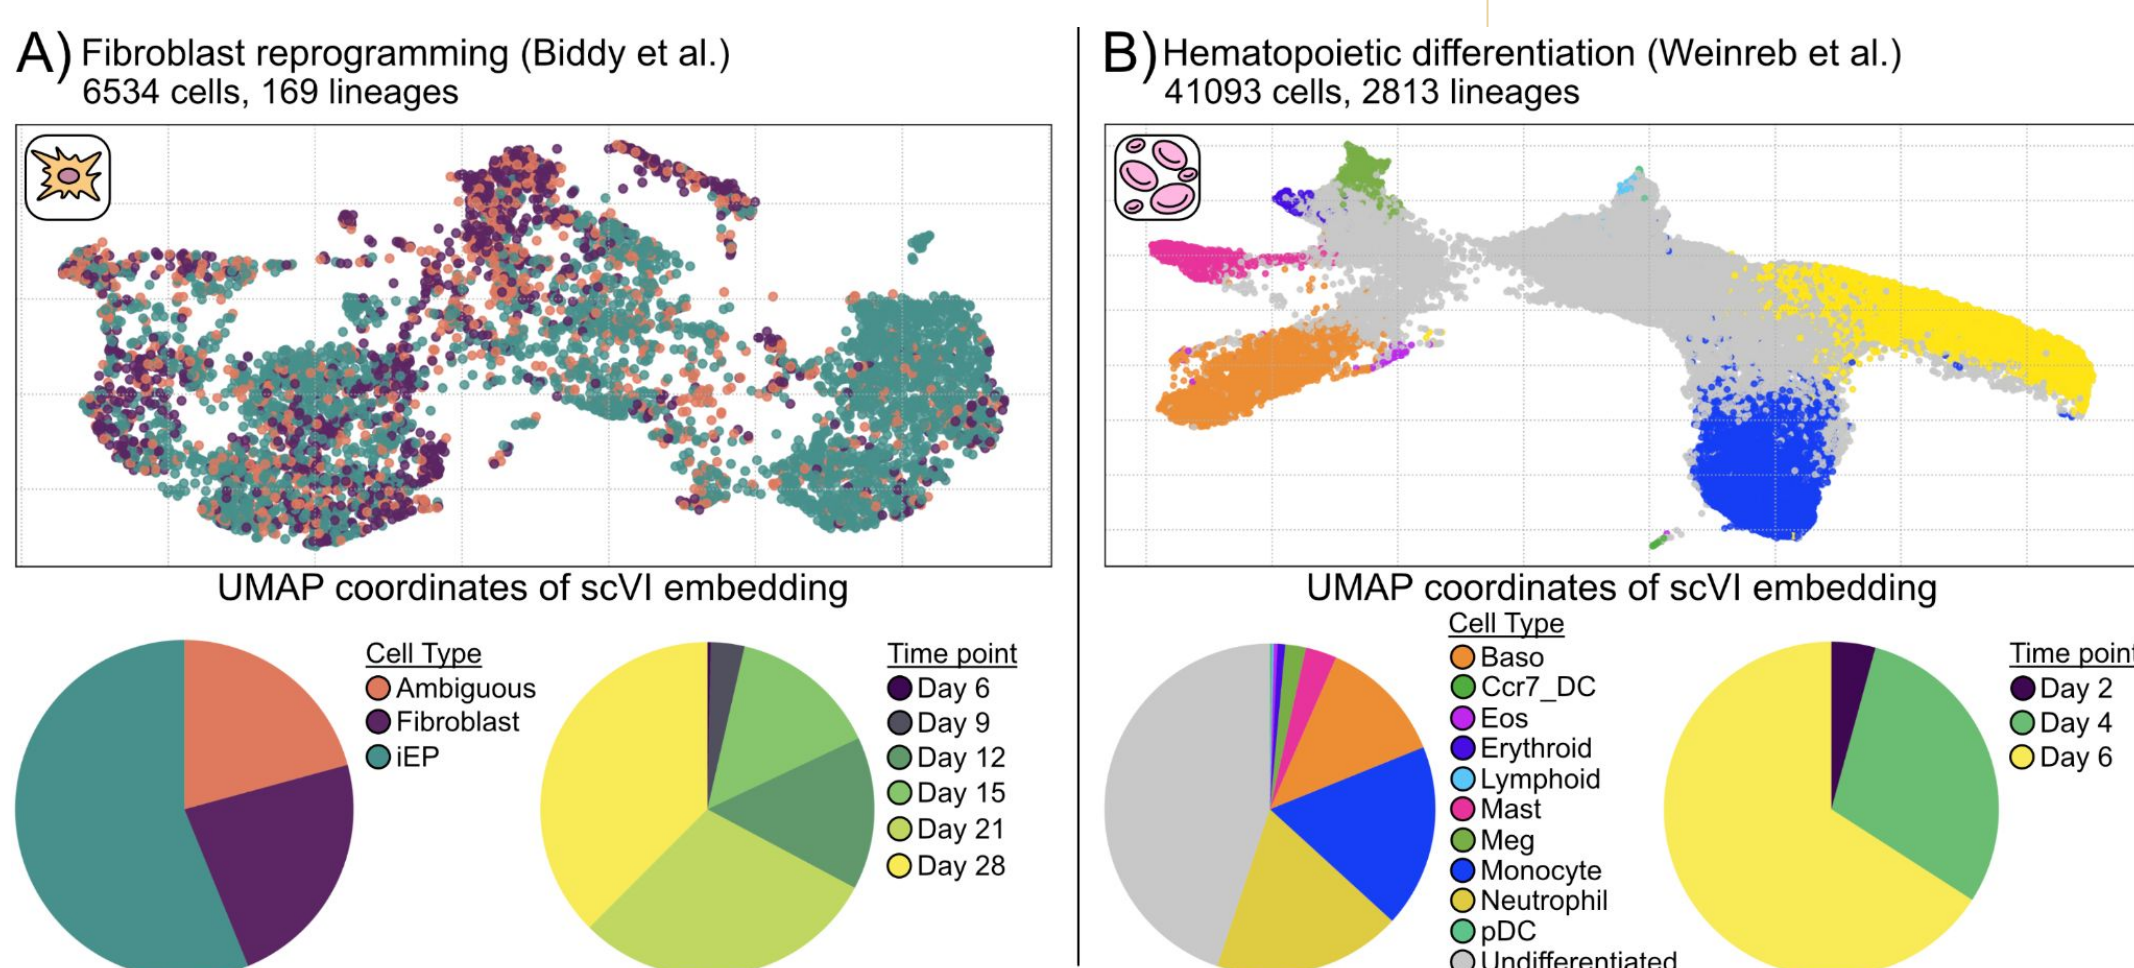 A) Fibroblast reprogramming (Biddy et al.)
6534 cells, 169 lineages
UMAP coordinates of scVI embedding
Cell Type
Ambiguous
Fibroblast
iEP
Time point
Day 6
Day 9
Day 12
Day 15
Day 21
Day 28
B) Hematopoietic differentiation (Weinreb et al.)
41093 cells, 2813 lineages
UMAP coordinates of scVI embedding
Cell Type
Baso
Ccr7_DC
Eos
Erythroid
Lymphoid
Mast
Meg
Monocyte
Neutrophil
pDC
Undifferentiated
Time point
Day 2
Day 4
Day 6